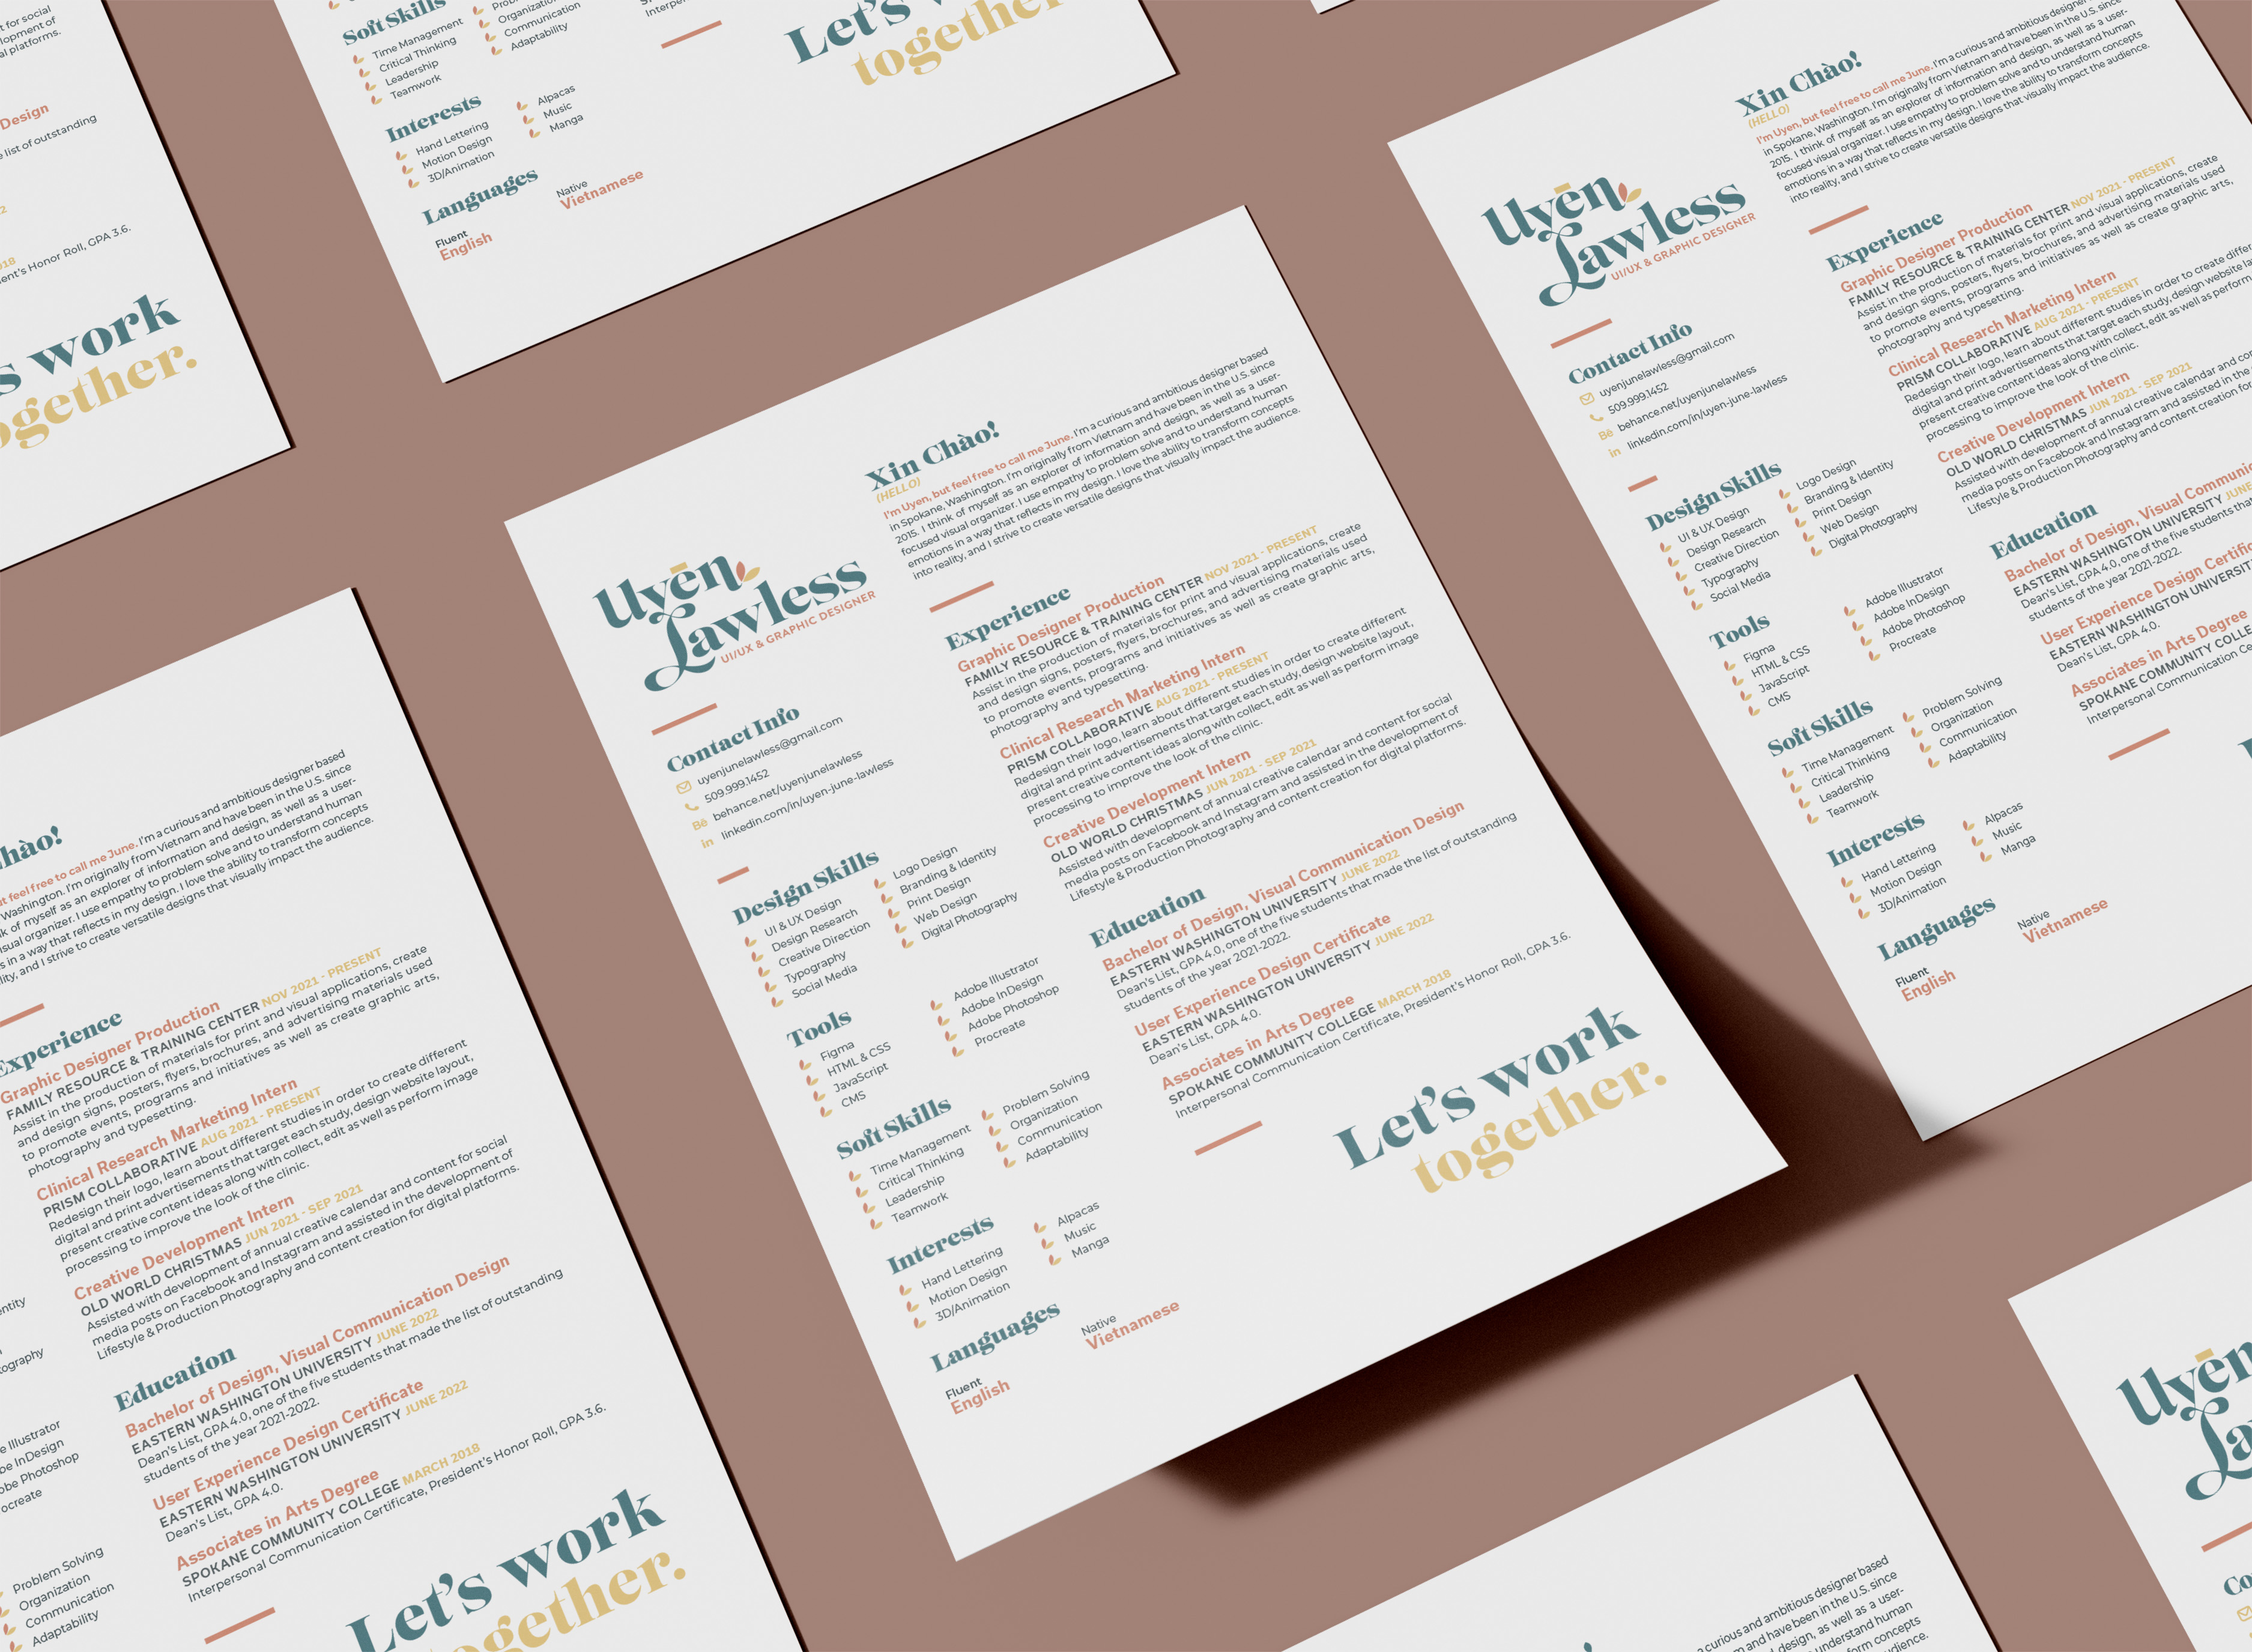 Uyēn
Lawless
UI/UX & GRAPHIC DESIGNER
Contact Info
uyenjunelawless@gmail.com
509.999.1452
Bē behance.net/uyenjunelawless
in linkedin.com/in/uyen-june-lawless
Design Skills
UI & UX Design
Design Research
Creative Direction
Typography
Social Media
Logo Design
Branding & Identity
Print Design
Web Design
Digital Photography
Tools
Figma
HTML & CSS
JavaScript
CMS
Adobe Illustrator
Adobe InDesign
Adobe Photoshop
Procreate
Soft Skills
Time Management
Critical Thinking
Leadership
Teamwork
Problem Solving
Organization
Communication
Adaptability
Interests
Hand Lettering
Motion Design
3D/Animation
Alpacas
Music
Manga
Languages
Fluent
English
Native
Vietnamese
Xin Chào!
(HELLO)
I'm Uyen, but feel free to call me June. I'm a curious and ambitious designer based
in Spokane, Washington. I'm originally from Vietnam and have been in the U.S. since
2015. I think of myself as an explorer of information and design, as well as a user-
focused visual organizer. I use empathy to problem solve and to understand human
emotions in a way that reflects in my design. I love the ability to transform concepts
into reality, and I strive to create versatile designs that visually impact the audience.
Experience
Graphic Designer Production
FAMILY RESOURCE & TRAINING CENTER NOV 2021 - PRESENT
Assist in the production of materials for print and visual applications, create
and design signs, posters, flyers, brochures, and advertising materials used
to promote events, programs and initiatives as well as create graphic arts,
photography and typesetting.
Clinical Research Marketing Intern
PRISM COLLABORATIVE AUG 2021 - PRESENT
Redesign their logo, learn about different studies in order to create different
digital and print advertisements that target each study, design website layout,
present creative content ideas along with collect, edit as well as perform image
processing to improve the look of the clinic.
Creative Development Intern
OLD WORLD CHRISTMAS JUN 2021 - SEP 2021
Assisted with development of annual creative calendar and content for social
media posts on Facebook and Instagram and assisted in the development of
Lifestyle & Production Photography and content creation for digital platforms.
Education
Bachelor of Design, Visual Communication Design
EASTERN WASHINGTON UNIVERSITY JUNE 2022
Dean's List, GPA 4.0, one of the five students that made the list of outstanding
students of the year 2021-2022.
User Experience Design Certificate
EASTERN WASHINGTON UNIVERSITY JUNE 2022
Dean's List, GPA 4.0.
Associates in Arts Degree
SPOKANE COMMUNITY COLLEGE MARCH 2018
Interpersonal Communication Certificate, President's Honor Roll, GPA 3.6.
Let's work
together.